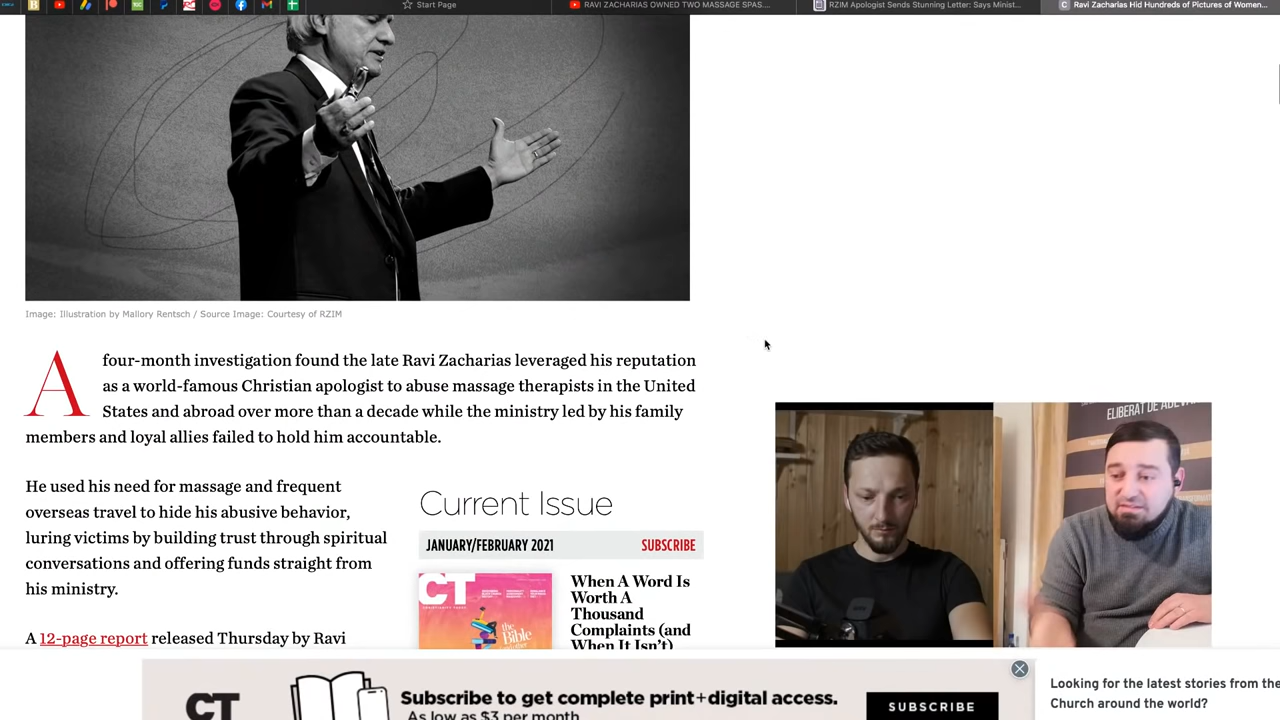 Start Page
RAVI ZACHARIAS OWNED TWO MASSAGE SPAS....
RZIM Apologist Sends Stunning Letter: Says Minist...
Ravi Zacharias Hid Hundreds of Pictures of Women...
Image: Illustration by Mallory Rentsch / Source Image: Courtesy of RZIM
A four-month investigation found the late Ravi Zacharias leveraged his reputation
as a world-famous Christian apologist to abuse massage therapists in the United
States and abroad over more than a decade while the ministry led by his family
members and loyal allies failed to hold him accountable.
He used his need for massage and frequent
overseas travel to hide his abusive behavior,
luring victims by building trust through spiritual
conversations and offering funds straight from
his ministry.
A 12-page report released Thursday by Ravi
Current Issue
JANUARY/FEBRUARY 2021
SUBSCRIBE
CT
the Bible
When A Word Is
Worth A
Thousand
Complaints (and
When It Isn't)
ELIBERAT DE ADEVĂ
CT
Subscribe to get complete print+digital access.
As low as $3 per month
SUBSCRIBE
Looking for the latest stories from the
Church around the world?